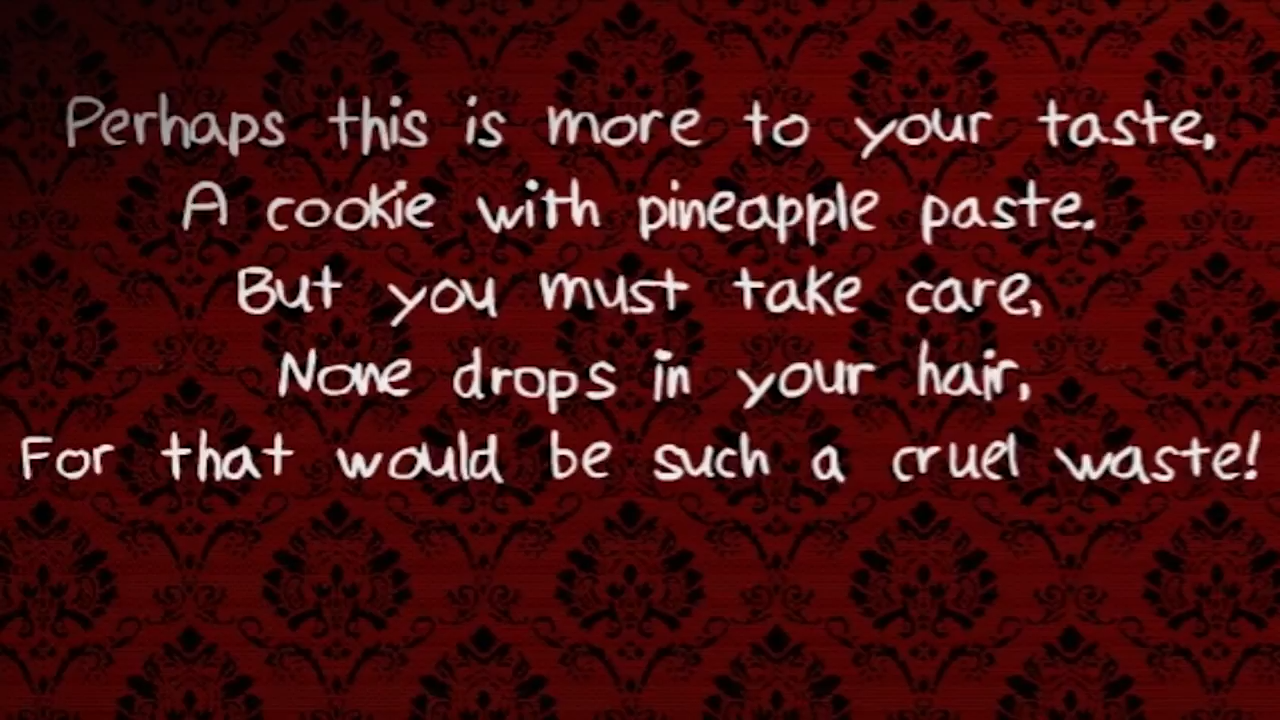 Perhaps this is more to your taste,
A cookie with pineapple paste.
But you must take care,
None drops in your hair,
For that would be such a cruel waste!